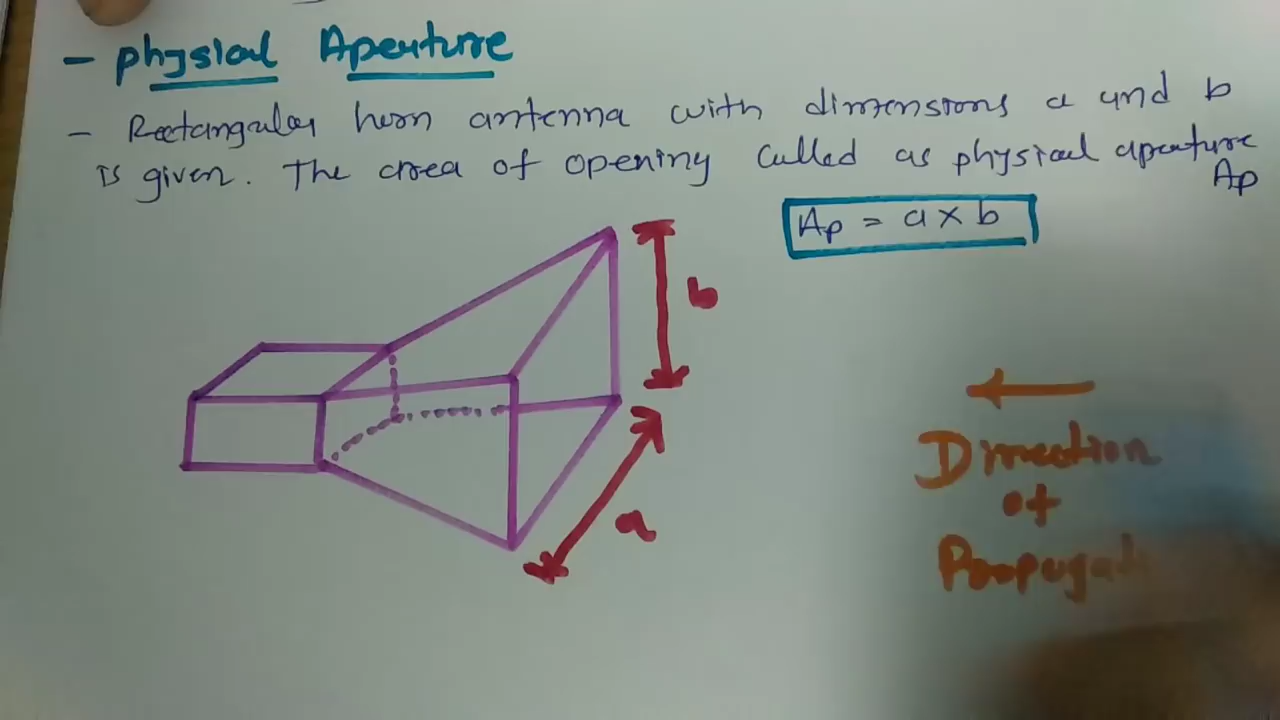 - Physical Aperture
- Rectangular horn antenna with dimensions a and b
is given. The area of opening called as physical aperture
Ap
Ap = a x b
b
a
Direction
of